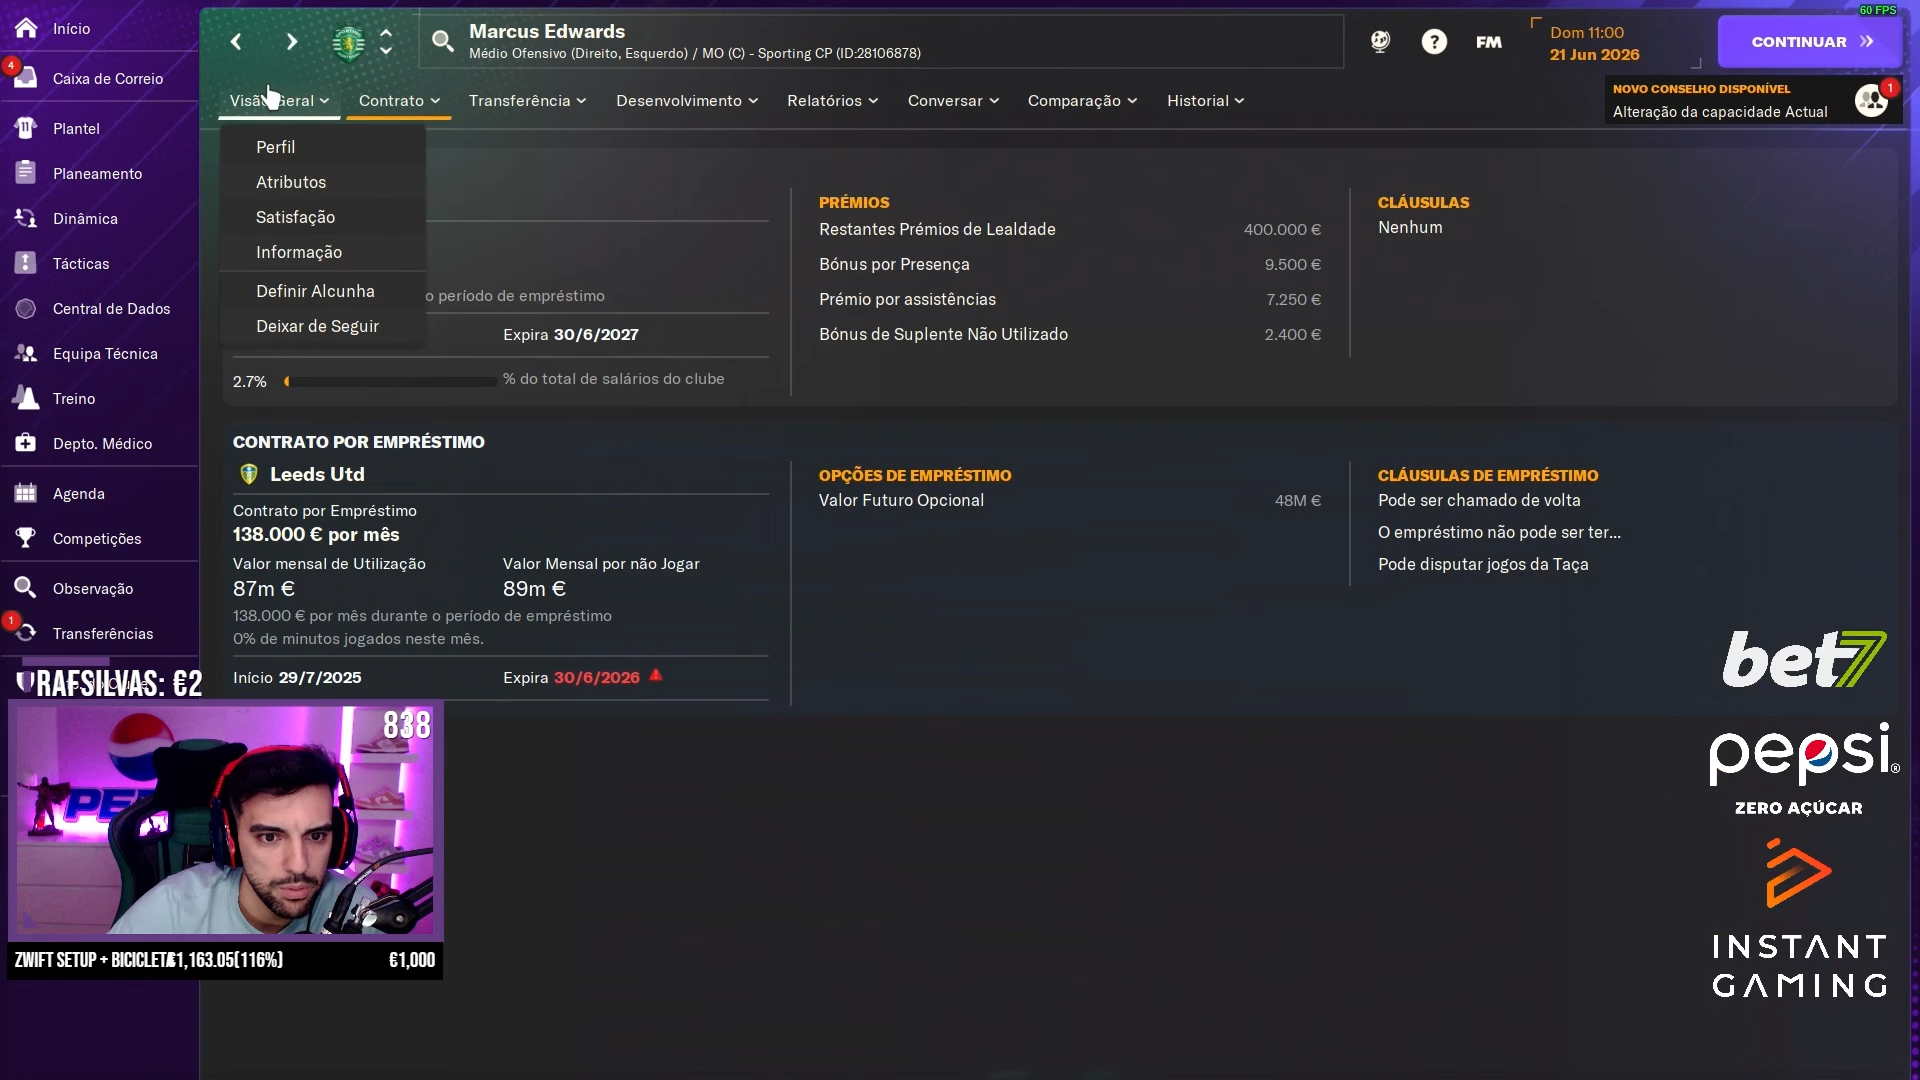 60 FPS
Início
Marcus Edwards
Médio Ofensivo (Direito, Esquerdo) / MO (C) - Sporting CP (ID:28106878)
?
FM
Dom 11:00
21 Jun 2026
CONTINUAR
4
Caixa de Correio
Contrato
Transferência
Desenvolvimento
Relatórios
Conversar
Comparação
Historial
NOVO CONSELHO DISPONÍVEL
Alteração da capacidade Actual
1
11
Plantel
Planeamento
Dinâmica
Tácticas
Central de Dados
Equipa Técnica
Treino
Depto. Médico
Agenda
Competições
Observação
1
Transferências
Perfil
Atributos
Satisfação
Informação
Definir Alcunha
Deixar de Seguir
o período de empréstimo
Expira 30/6/2027
2.7%
% do total de salários do clube
PRÉMIOS
Restantes Prémios de Lealdade 400.000 €
Bónus por Presença 9.500 €
Prémio por assistências 7.250 €
Bónus de Suplente Não Utilizado 2.400 €
CLÁUSULAS
Nenhum
CONTRATO POR EMPRÉSTIMO
Leeds Utd
Contrato por Empréstimo
138.000 € por mês
Valor mensal de Utilização
87m €
Valor Mensal por não Jogar
89m €
138.000 € por mês durante o período de empréstimo
0% de minutos jogados neste mês.
Início 29/7/2025
Expira 30/6/2026
OPÇÕES DE EMPRÉSTIMO
Valor Futuro Opcional 48M €
CLÁUSULAS DE EMPRÉSTIMO
Pode ser chamado de volta
O empréstimo não pode ser ter...
Pode disputar jogos da Taça
RAFSILVAS: €2
838
ZWIFT SETUP + BICICLETA €1,163.05(116%) €1,000
bet7
pepsi
ZERO AÇÚCAR
INSTANT
GAMING